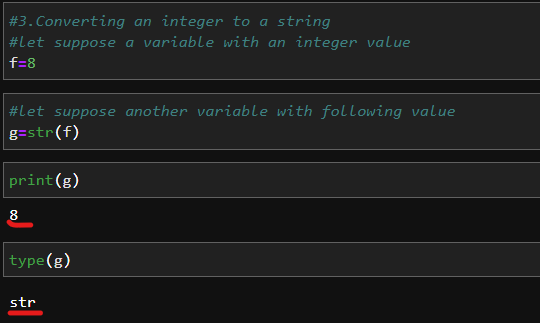 #3.Converting an integer to a string
#let suppose a variable with an integer value
f=8
#let suppose another variable with following value
g=str(f)
print(g)
8
type(g)
str